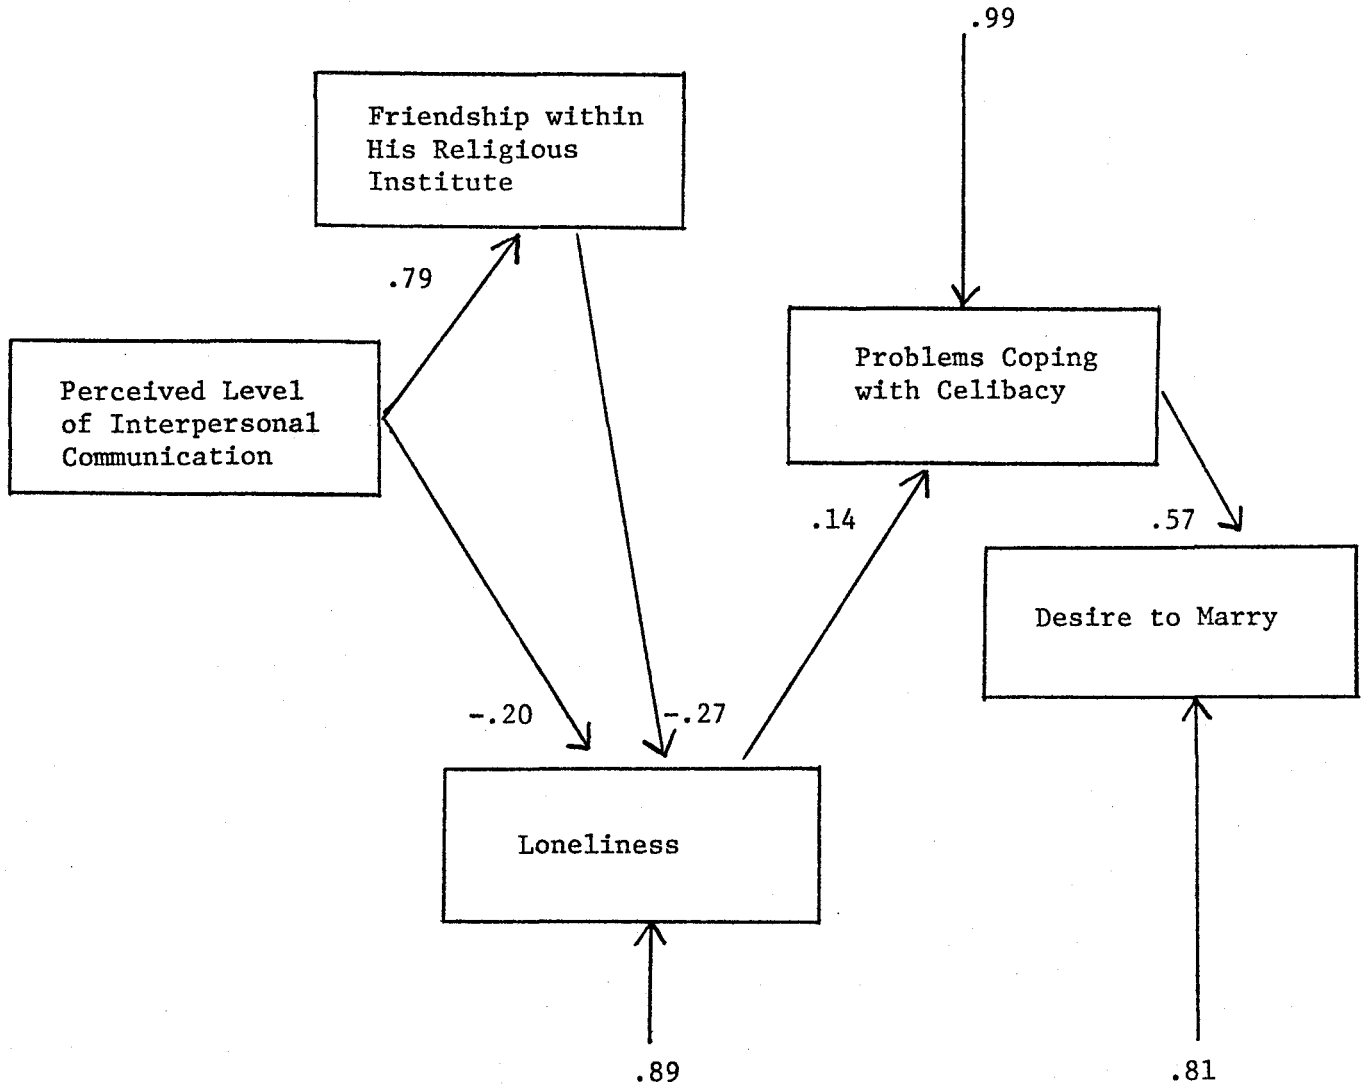 .99
Friendship within
His Religious
Institute
.79
Problems Coping
with Celibacy
Perceived Level
of Interpersonal
Communication
.14
.57
Desire to Marry
-.20
-.27
Loneliness
.89
.81